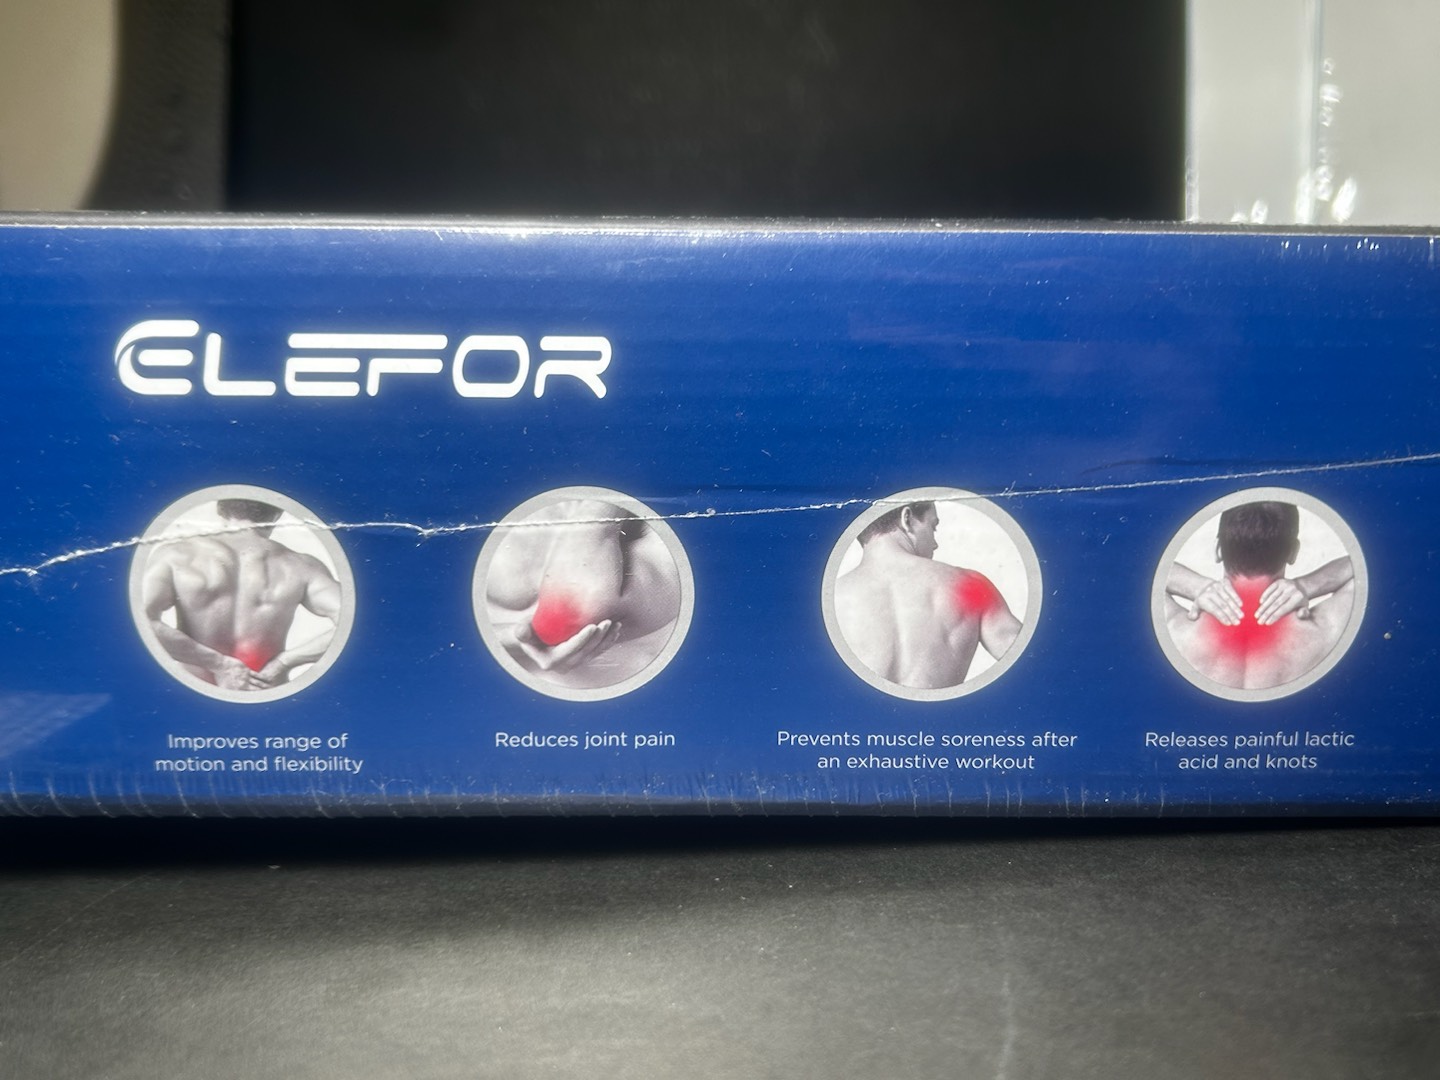 ELEFOR
Improves range of
motion and flexibility
Reduces joint pain
Prevents muscle soreness after
an exhaustive workout
Releases painful lactic
acid and knots